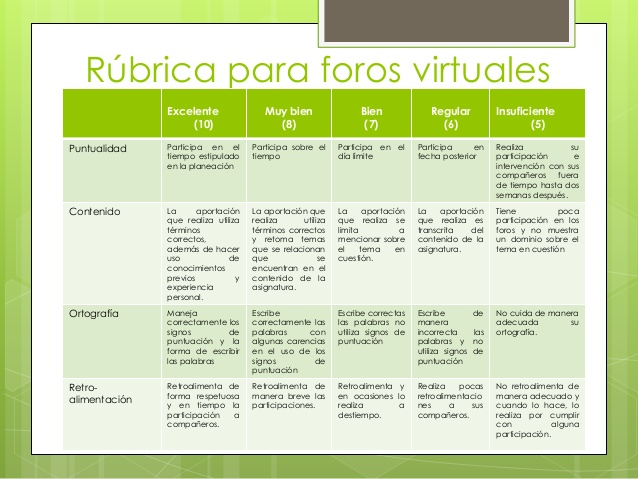 Rúbrica para foros virtuales
Excelente
(10)
Muy bien
(8)
Bien
(7)
Regular
(6)
Insuficiente
(5)
Puntualidad
Participa en el
tiempo estipulado
en la planeación
Participa sobre el
tiempo
Participa en el
día limite
Participa en
fecha posterior
Realiza su
participación e
intervención con sus
compañeros fuera
de tiempo hasta dos
semanas después.
Contenido
La aportación
que realiza utiliza
términos
correctos,
además de hacer
uso de
conocimientos
previos y
experiencia
personal.
La aportación que
realiza utiliza
términos correctos
y retoma temas
que se relacionan
que se
encuentran en el
contenido de la
asignatura.
La aportación
que realiza se
limita a
mencionar sobre
el tema en
cuestión.
La aportación
que realiza es
transcrita del
contenido de la
asignatura.
Tiene poca
participación en los
foros y no muestra
un dominio sobre el
tema en cuestión
Ortografía
Maneja
correctamente los
signos de
puntuación y la
forma de escribir
las palabras
Escribe
correctamente las
palabras con
algunas carencias
en el uso de los
signos de
puntuación
Escribe correctas
las palabras no
utiliza signos de
puntuación
Escribe de
manera
incorrecta las
palabras y no
utiliza signos de
puntuación
No cuida de manera
adecuada su
ortografía.
Retro-
alimentación
Retroalimenta de
forma respetuosa
y en tiempo la
participación a
compañeros.
Retroalimenta de
manera breve las
participaciones.
Retroalimenta y
en ocasiones lo
realiza a
destiempo.
Realiza pocas
retroalimentacio
nes a sus
compañeros.
No retroalimenta de
manera adecuado y
cuando lo hace, lo
realiza por cumplir
con alguna
participación.